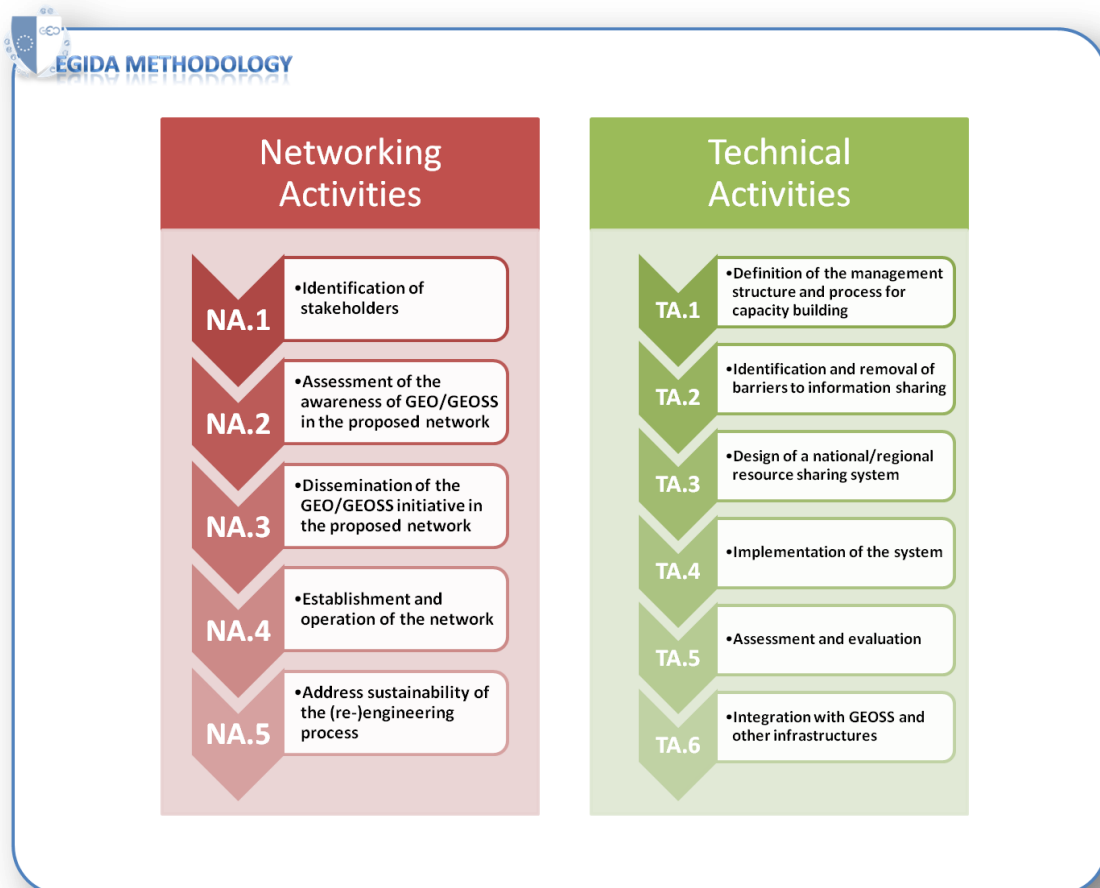 GEO
EGIDA METHODOLOGY
Networking
Activities
NA.1
•Identification of
stakeholders
NA.2
•Assessment of the
awareness of GEO/GEOSS
in the proposed network
NA.3
•Dissemination of the
GEO/GEOSS initiative in
the proposed network
NA.4
•Establishment and
operation of the network
NA.5
•Address sustainability of
the (re-)engineering
process
Technical
Activities
TA.1
•Definition of the management
structure and process for
capacity building
TA.2
•Identification and removal of
barriers to information sharing
TA.3
•Design of a national/regional
resource sharing system
TA.4
•Implementation of the system
TA.5
•Assessment and evaluation
TA.6
•Integration with GEOSS and
other infrastructures